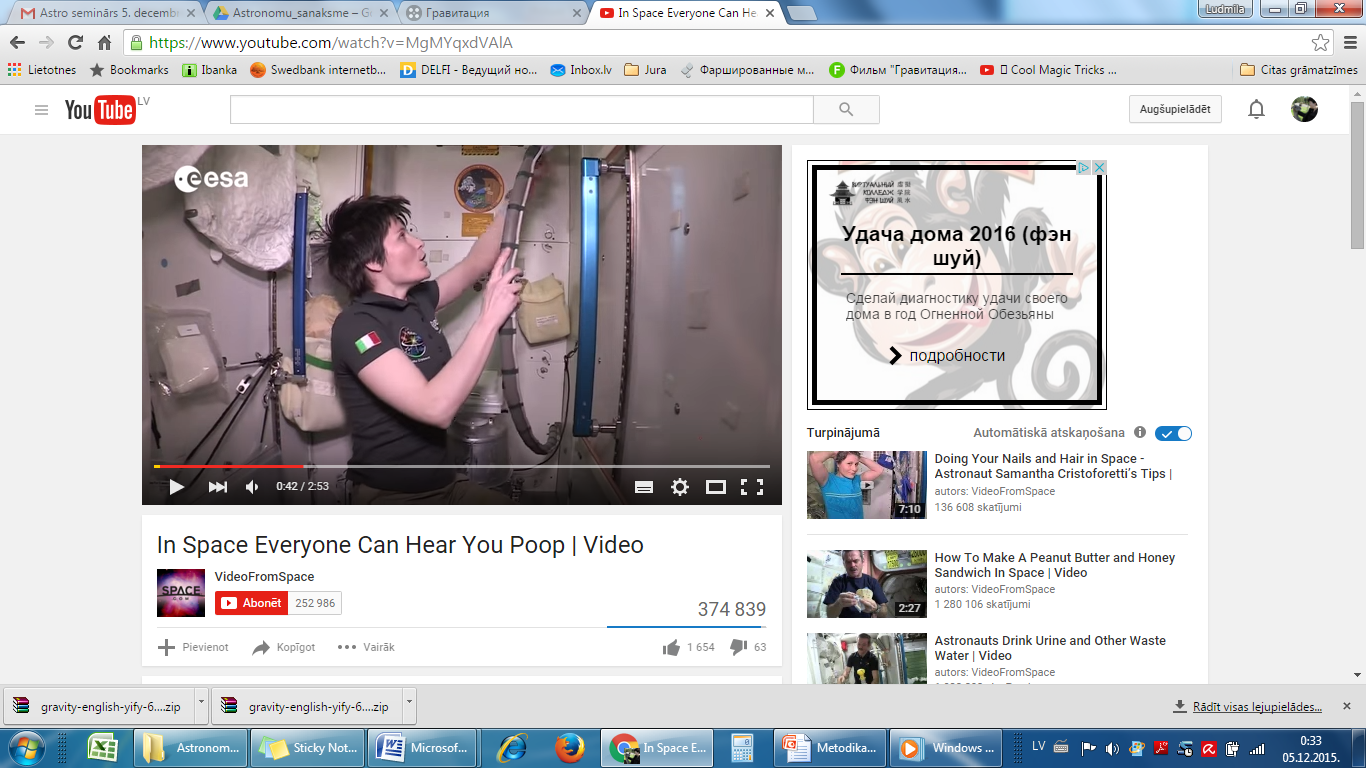 Astro seminārs 5. decembr
Astronomu_sanaksme – G
Гравитация
In Space Everyone Can He
Ludmila
https://www.youtube.com/watch?v=MgMYqxdVAlA
Lietotnes
Bookmarks
Ibanka
Swedbank internetb...
DELFI - Ведущий но...
Inbox.lv
Jura
Фаршированные м...
Фильм "Гравитация...
Cool Magic Tricks ...
Citas grāmatzīmes
YouTube LV
Augšupielādēt
esa
0:42 / 2:53
In Space Everyone Can Hear You Poop | Video
SPACE
.COM
VideoFromSpace
Abonēt 252 986
374 839
Pievienot
Kopīgot
Vairāk
1 654
63
ВИРТУАЛЬНЫЙ
КОЛЛЕДЖ
ФЭН ШУЙ
Удача дома 2016 (фэн
шуй)
Сделай диагностику удачи своего
дома в год Огненной Обезьяны
подробности
Turpinājumā
Automātiskā atskaņošana
Doing Your Nails and Hair in Space -
Astronaut Samantha Cristoforetti's Tips |
autors: VideoFromSpace
136 608 skatījumi
7:10
How To Make A Peanut Butter and Honey
Sandwich In Space | Video
autors: VideoFromSpace
1 280 106 skatījumi
2:27
Astronauts Drink Urine and Other Waste
Water | Video
autors: VideoFromSpace
gravity-english-yify-6....zip
gravity-english-yify-6....zip
Rādīt visas lejupielādes...
Astronom...
Sticky Not...
Microsof...
In Space E...
Metodika...
Windows ...
LV
0:33
05.12.2015.